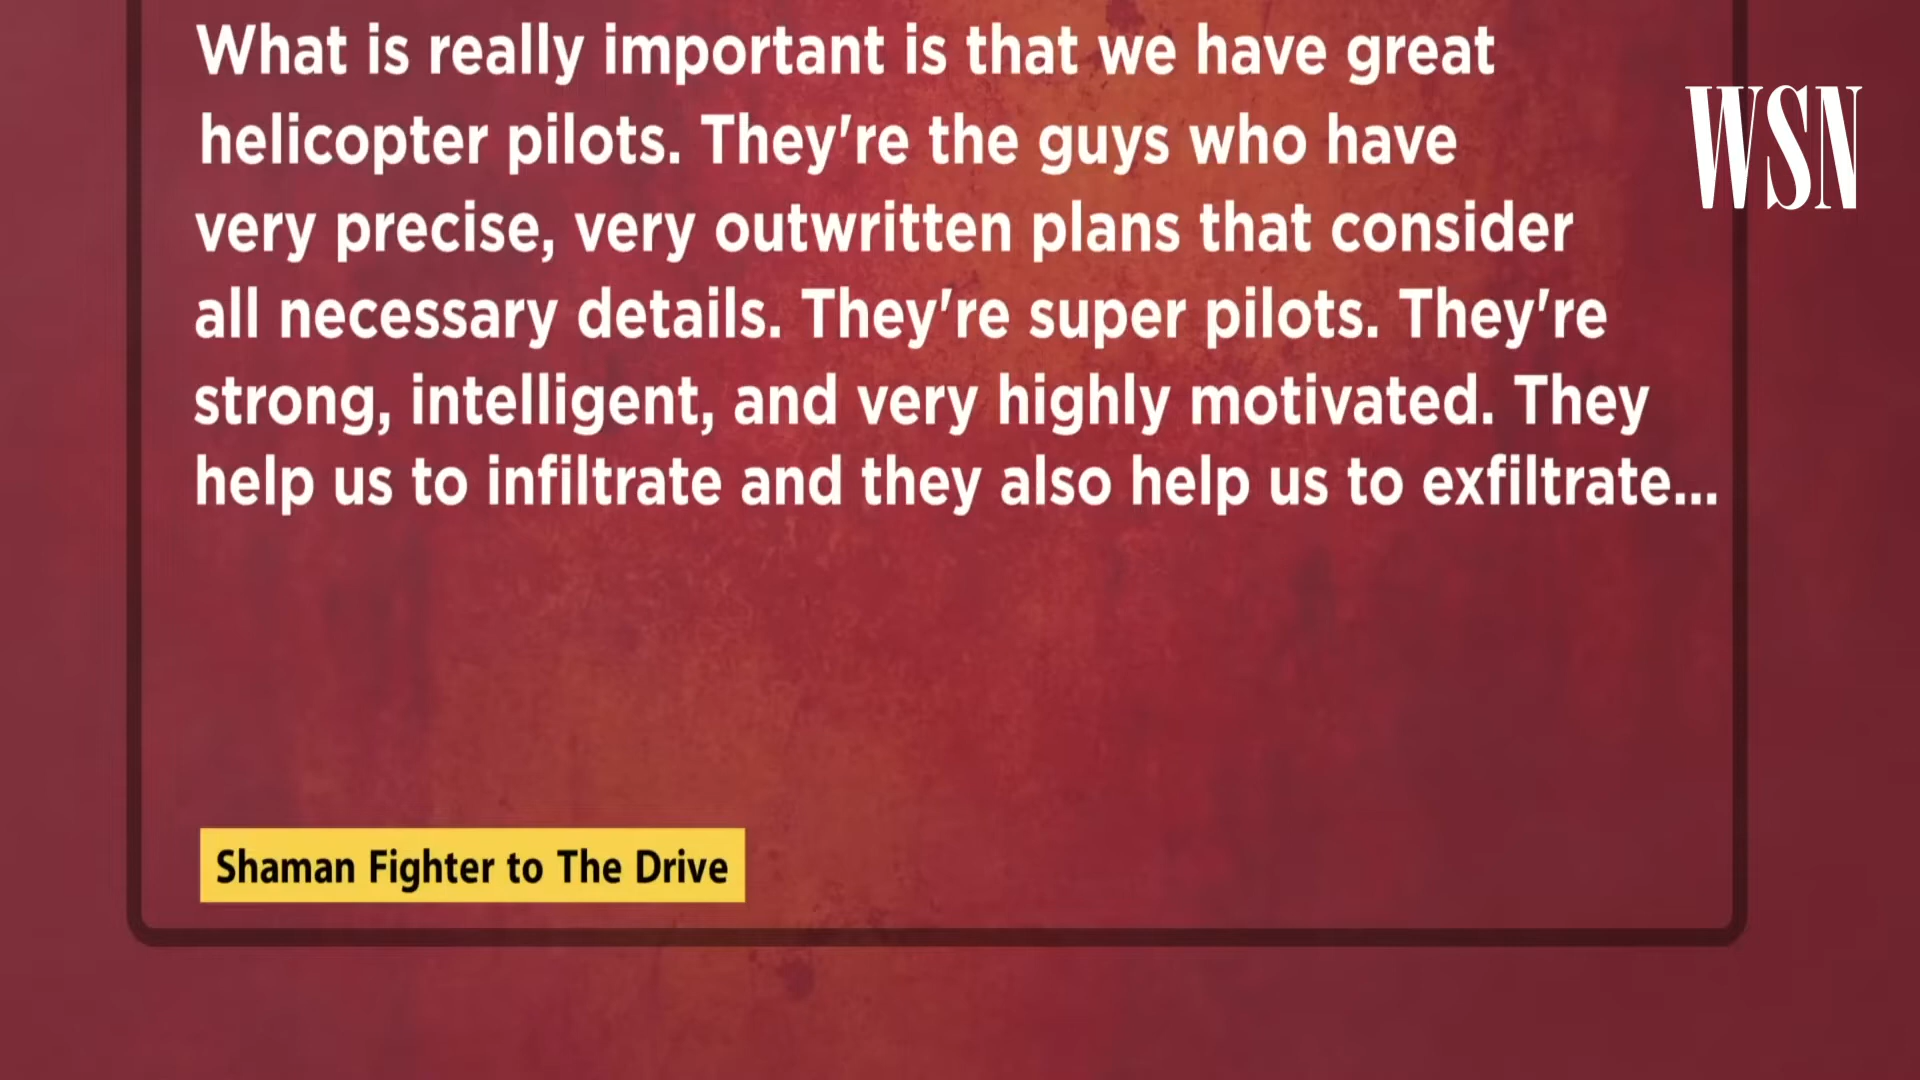 What is really important is that we have great
helicopter pilots. They're the guys who have
very precise, very outwritten plans that consider
all necessary details. They're super pilots. They're
strong, intelligent, and very highly motivated. They
help us to infiltrate and they also help us to exfiltrate...
WSN
Shaman Fighter to The Drive